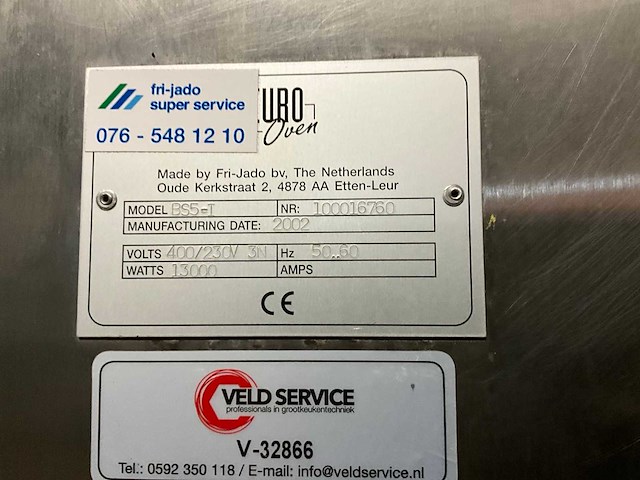 fri-jado
super service
076 - 548 12 10
EURO
Oven
Made by Fri-Jado bv, The Netherlands
Oude Kerkstraat 2, 4878 AA Etten-Leur
MODEL BS5-T NR: 100016760
MANUFACTURING DATE: 2002
VOLTS 400/230V 3N Hz 50..60
WATTS 13000 AMPS
CE
VELD SERVICE
professionals in grootkeukentechniek
V-32866
Tel.: 0592 350 118 / E-mail: info@veldservice.nl